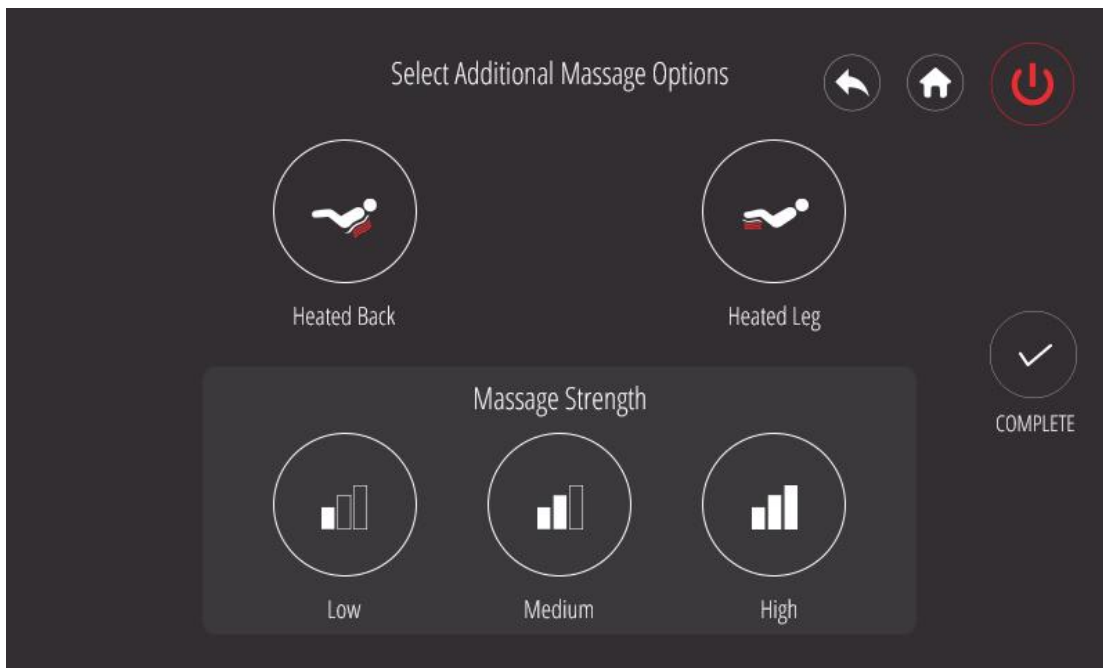 Select Additional Massage Options
Heated Back
Heated Leg
Massage Strength
COMPLETE
Low
Medium
High